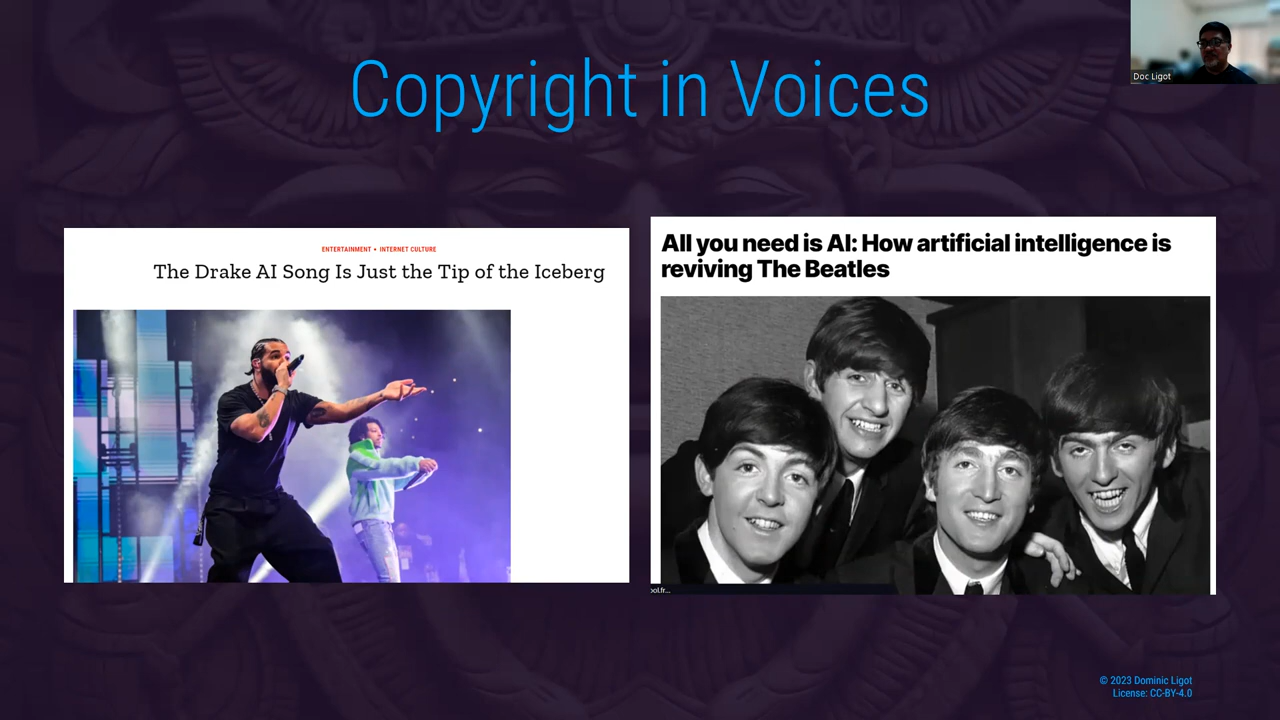 Copyright in Voices
Doc Ligot
ENTERTAINMENT • INTERNET CULTURE
The Drake AI Song Is Just the Tip of the Iceberg
All you need is AI: How artificial intelligence is
reviving The Beatles
ool.fr...
© 2023 Dominic Ligot
License: CC-BY-4.0